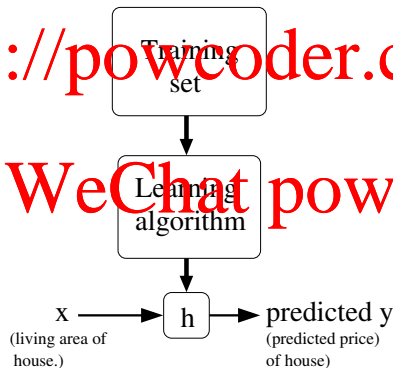 Training
set
://powcoder.c
Learning
algorithm
WeChat pow
x
h
predicted y
(living area of
house.)
(predicted price)
of house)